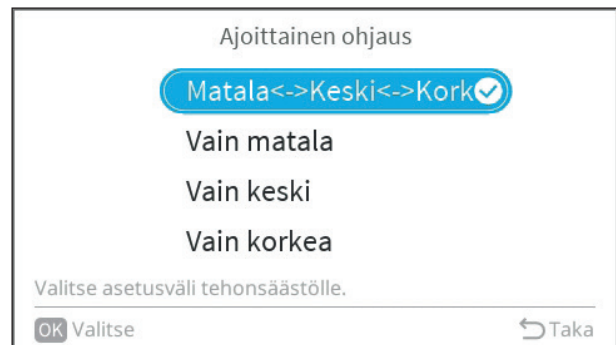 Ajoittainen ohjaus
Matala<->Keski<->Kork
Vain matala
Vain keski
Vain korkea
Valitse asetusväli tehonsäästölle.
OK Valitse
Taka